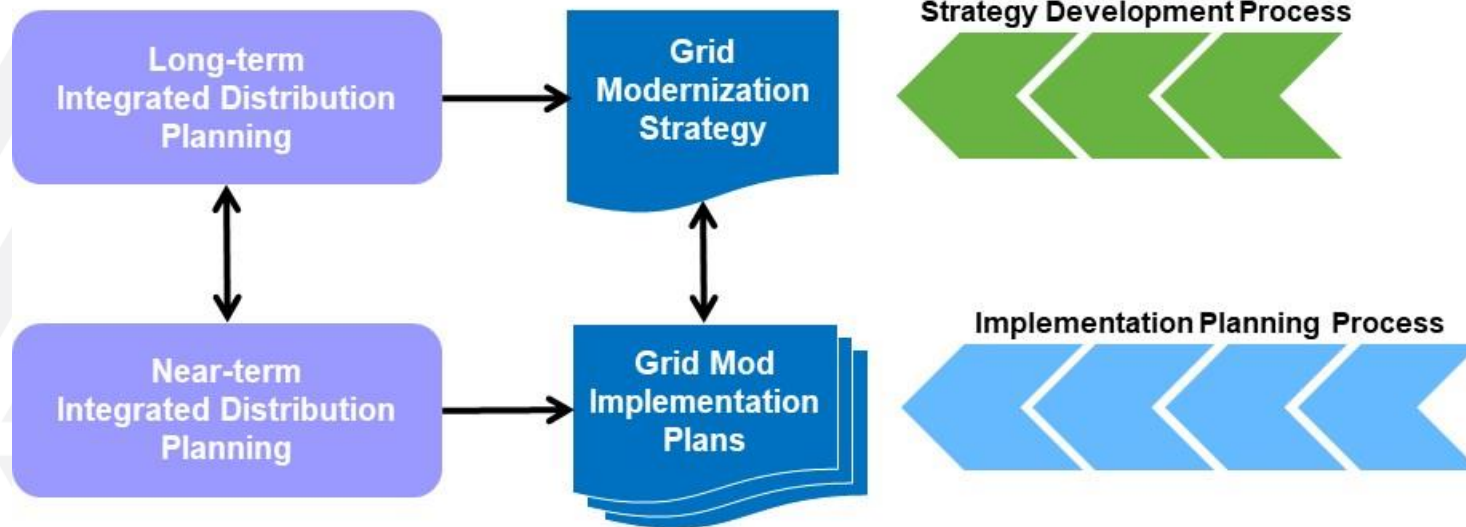 Strategy Development Process
Long-term
Integrated Distribution
Planning
Grid
Modernization
Strategy
Implementation Planning Process
Near-term
Integrated Distribution
Planning
Grid Mod
Implementation
Plans